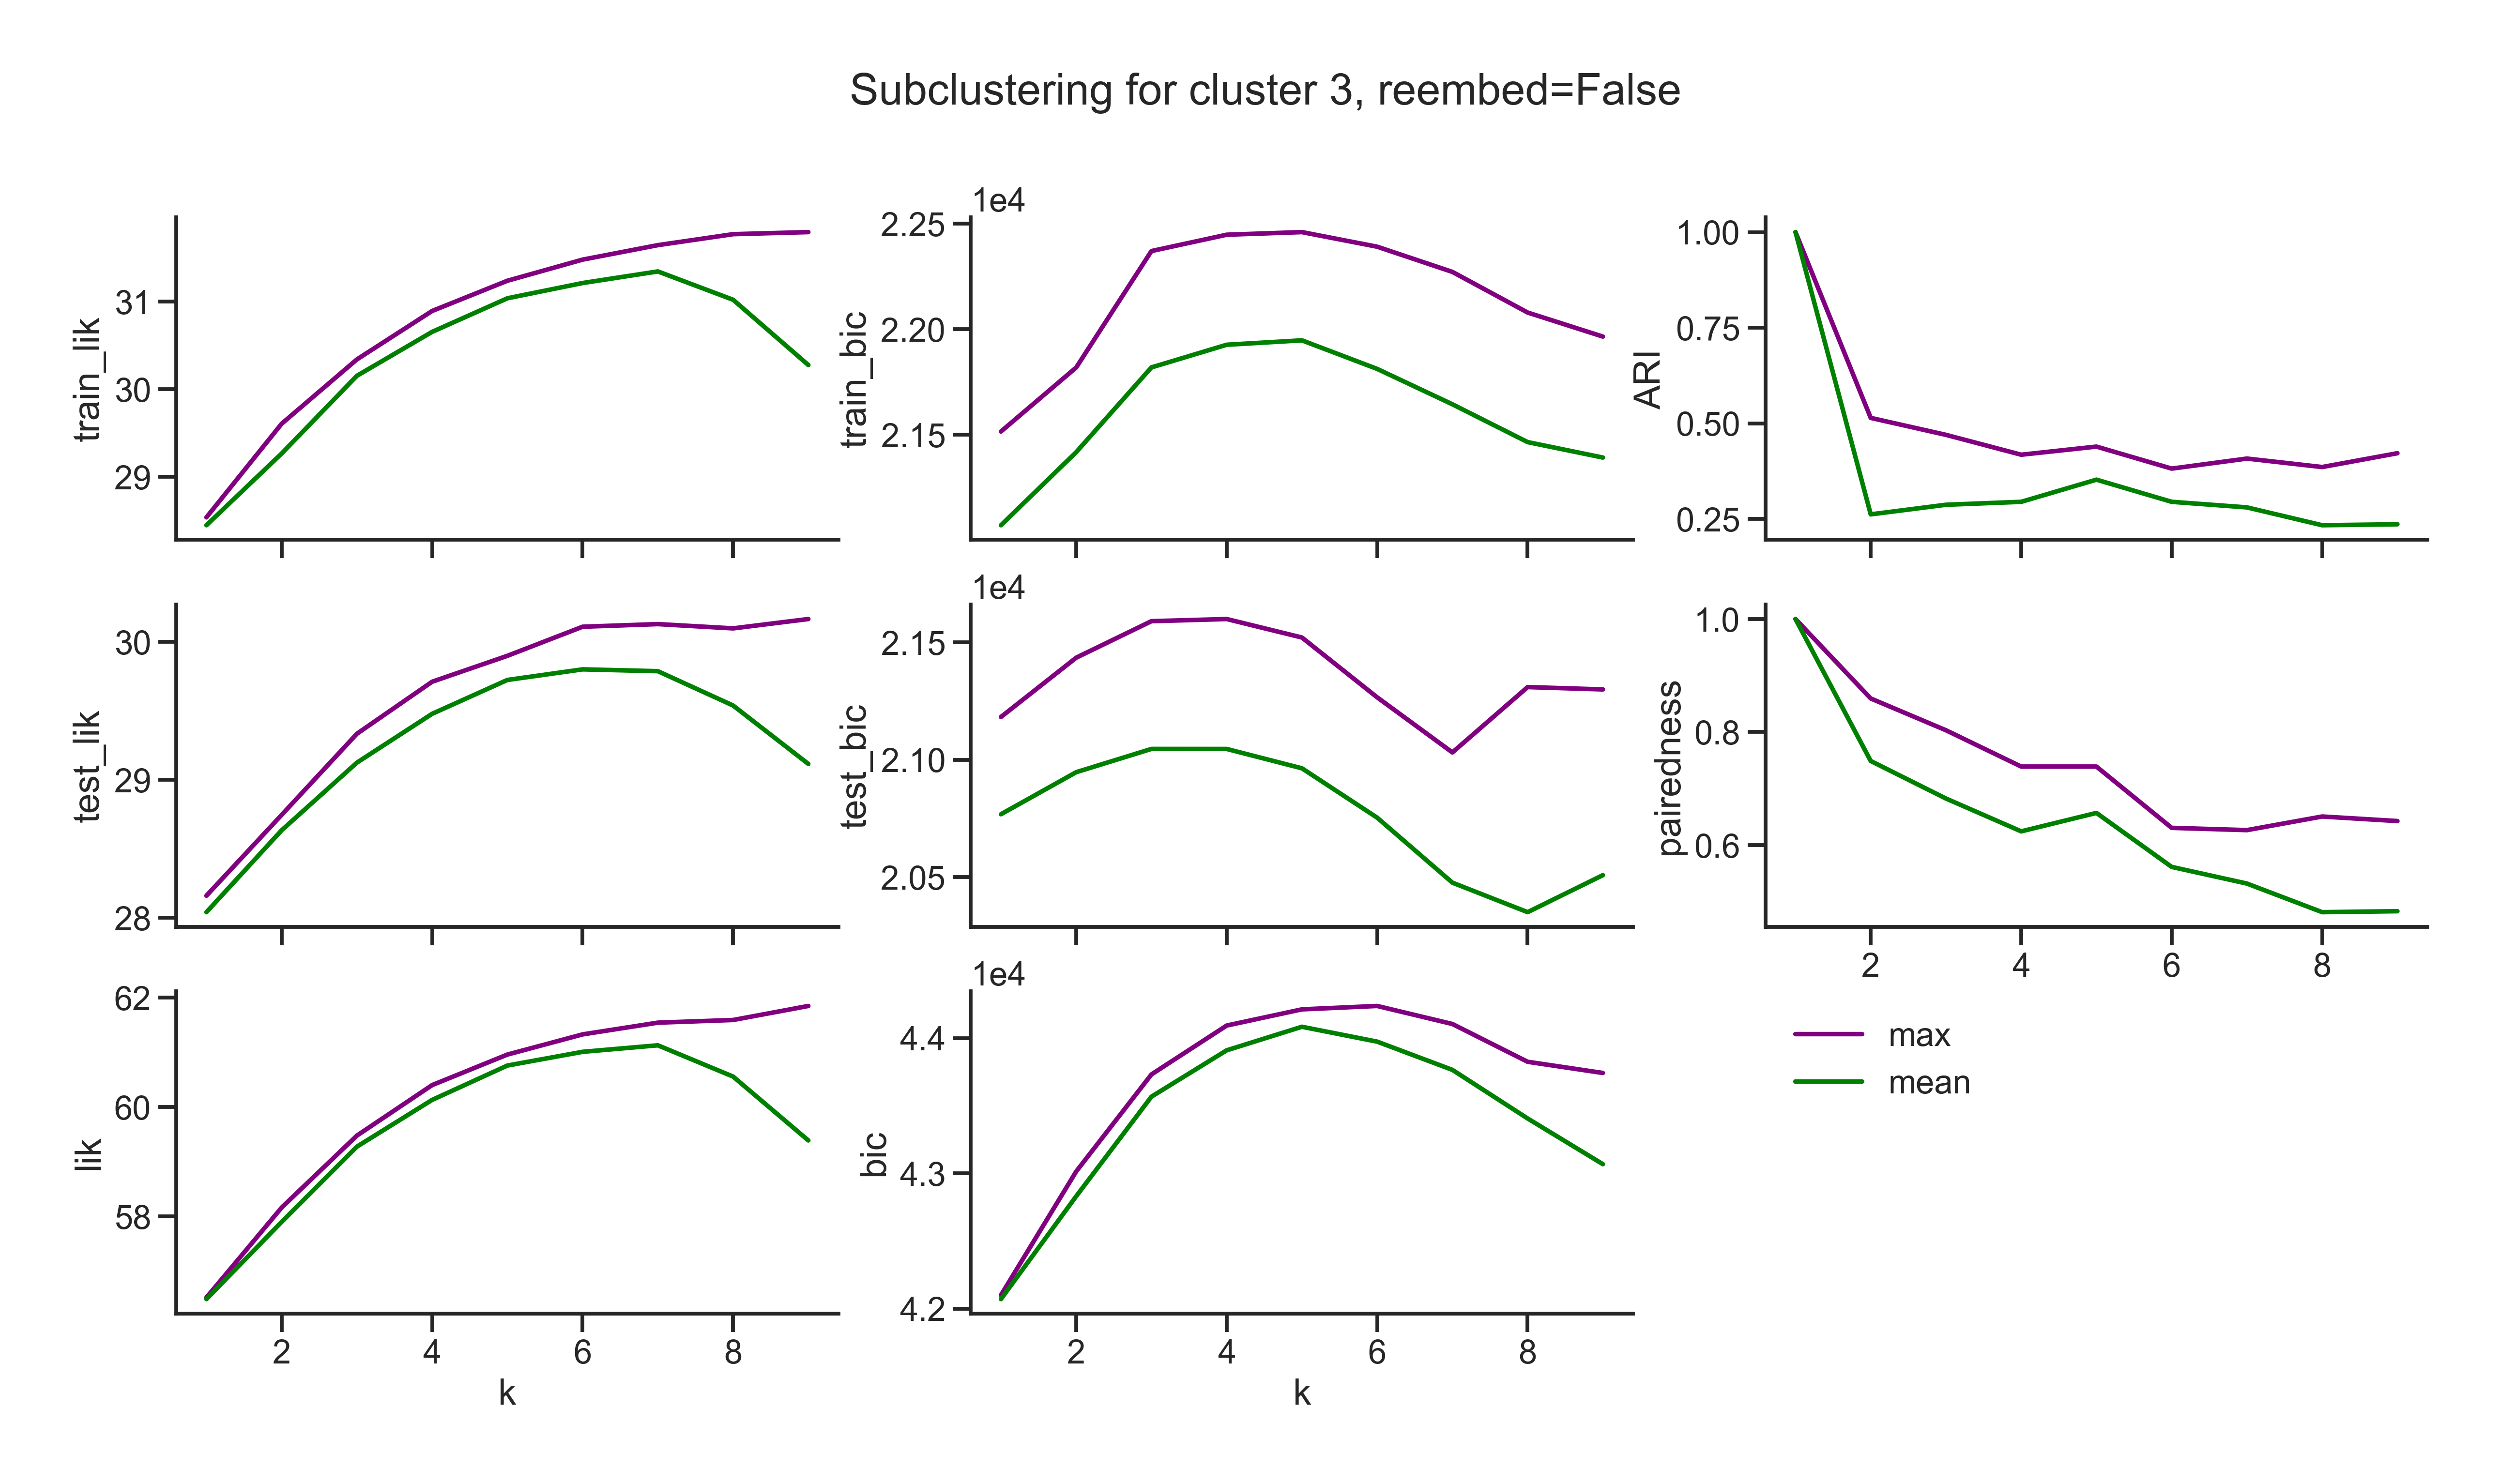 Subclustering for cluster 3, reembed=False
train_lik
31
30
29
1e4
train_bic
2.25
2.20
2.15
ARI
1.00
0.75
0.50
0.25
test_lik
30
29
28
1e4
test_bic
2.15
2.10
2.05
pairedness
1.0
0.8
0.6
2 4 6 8
lik
62
60
58
2 4 6 8
k
1e4
bic
4.4
4.3
4.2
2 4 6 8
k
max
mean